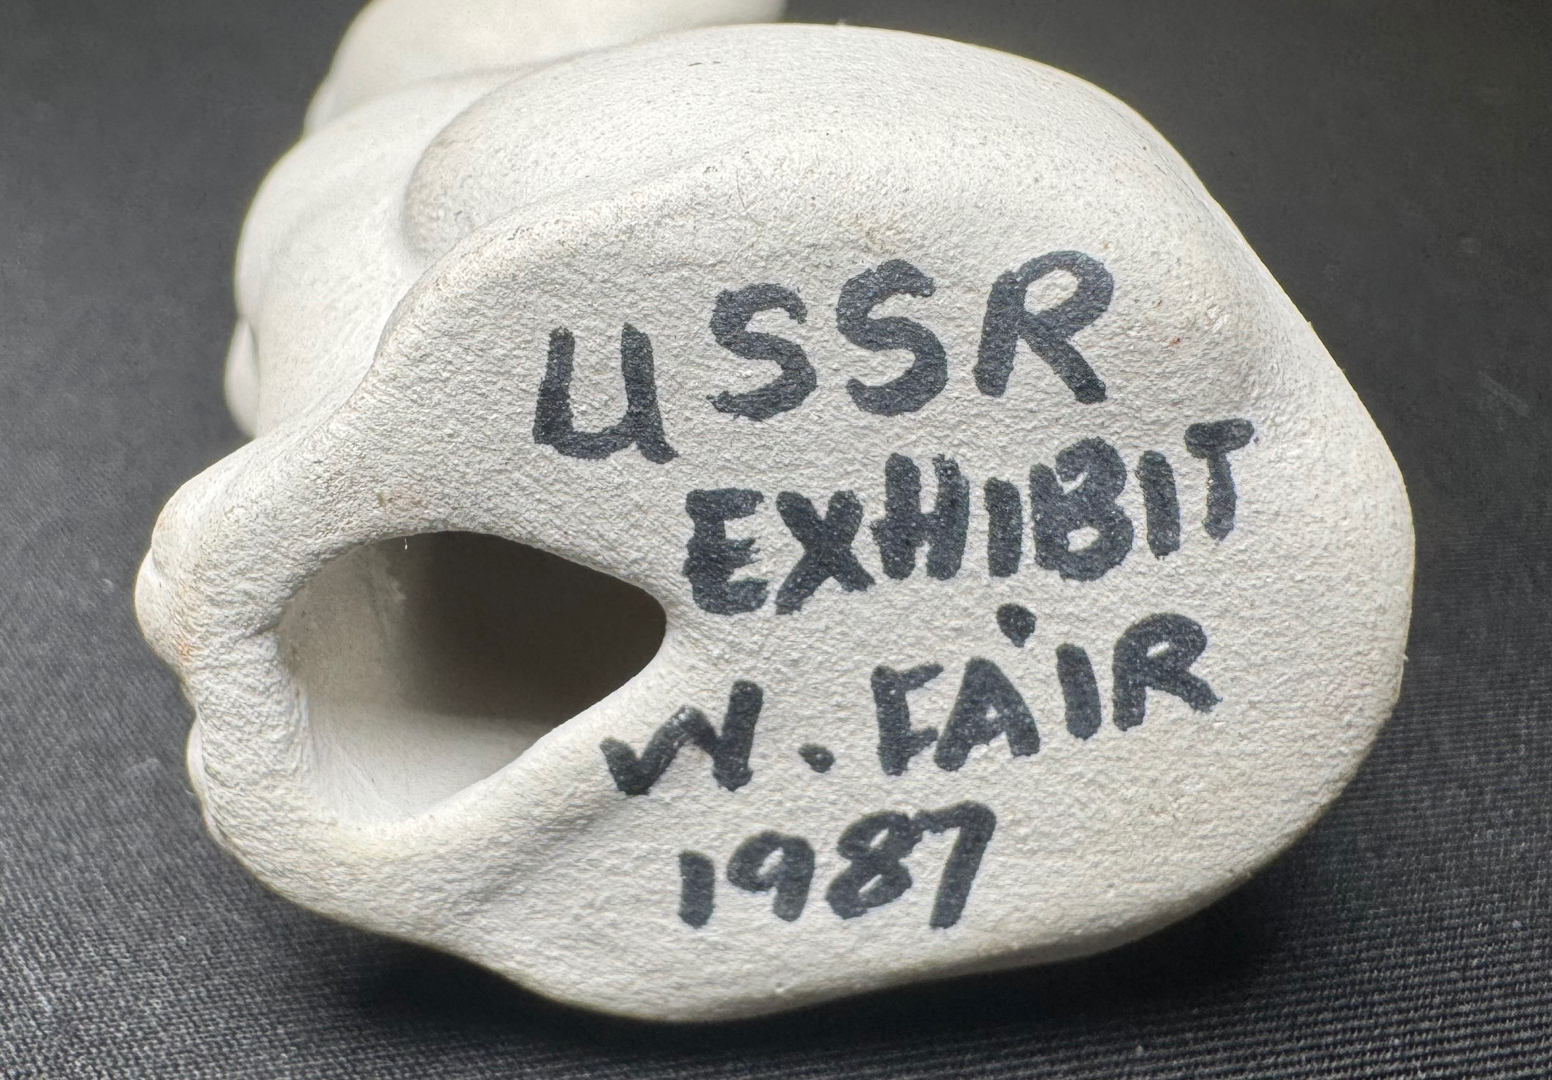 USSR
EXHIBIT
W. FAIR
1987